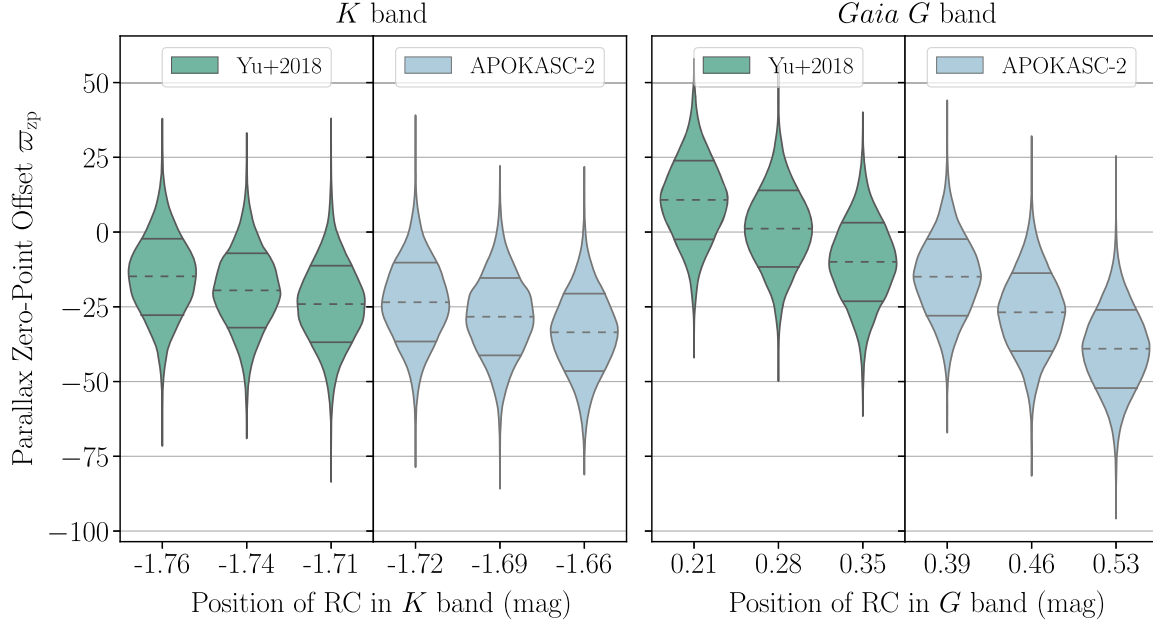 K band
Gaia G band
Yu+2018
APOKASC-2
Yu+2018
APOKASC-2
Parallax Zero-Point Offset ϖzp
50
25
0
−25
−50
−75
−100
-1.76 -1.74 -1.71 -1.72 -1.69 -1.66
0.21 0.28 0.35 0.39 0.46 0.53
Position of RC in K band (mag)
Position of RC in G band (mag)